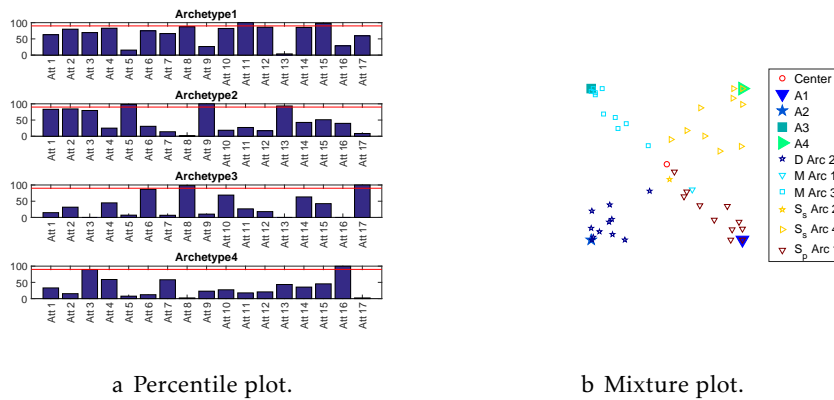 Archetype1
100
50
0
Att 1 Att 2 Att 3 Att 4 Att 5 Att 6 Att 7 Att 8 Att 9 Att 10 Att 11 Att 12 Att 13 Att 14 Att 15 Att 16 Att 17
Archetype2
100
50
0
Att 1 Att 2 Att 3 Att 4 Att 5 Att 6 Att 7 Att 8 Att 9 Att 10 Att 11 Att 12 Att 13 Att 14 Att 15 Att 16 Att 17
Archetype3
100
50
0
Att 1 Att 2 Att 3 Att 4 Att 5 Att 6 Att 7 Att 8 Att 9 Att 10 Att 11 Att 12 Att 13 Att 14 Att 15 Att 16 Att 17
Archetype4
100
50
0
Att 1 Att 2 Att 3 Att 4 Att 5 Att 6 Att 7 Att 8 Att 9 Att 10 Att 11 Att 12 Att 13 Att 14 Att 15 Att 16 Att 17
a Percentile plot.
Center
A1
A2
A3
A4
D Arc 2
M Arc 1
M Arc 3
Ss Arc 2
Ss Arc 4
Sp Arc 1
b Mixture plot.